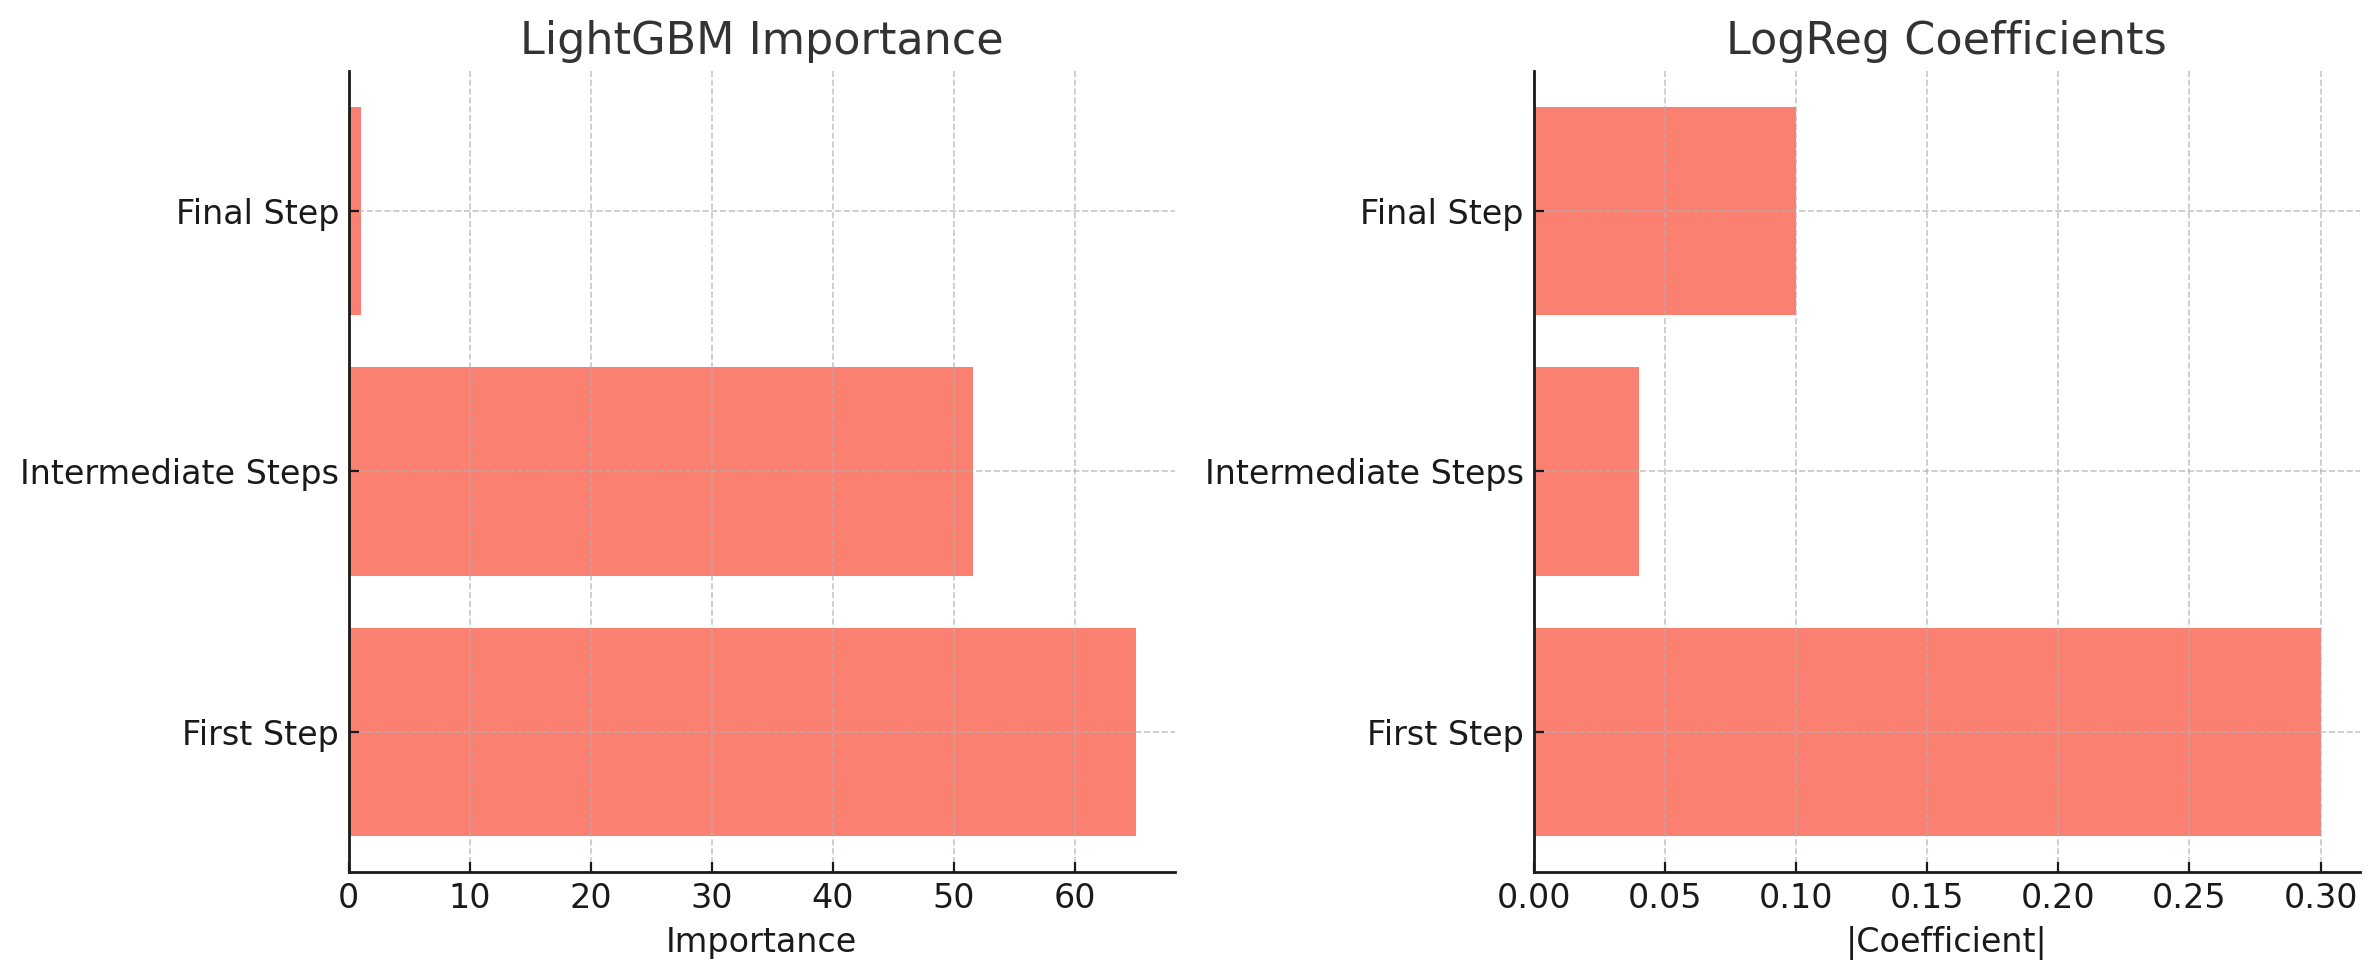 LightGBM Importance
Final Step
Intermediate Steps
First Step
0 10 20 30 40 50 60
Importance
LogReg Coefficients
Final Step
Intermediate Steps
First Step
0.00 0.05 0.10 0.15 0.20 0.25 0.30
|Coefficient|